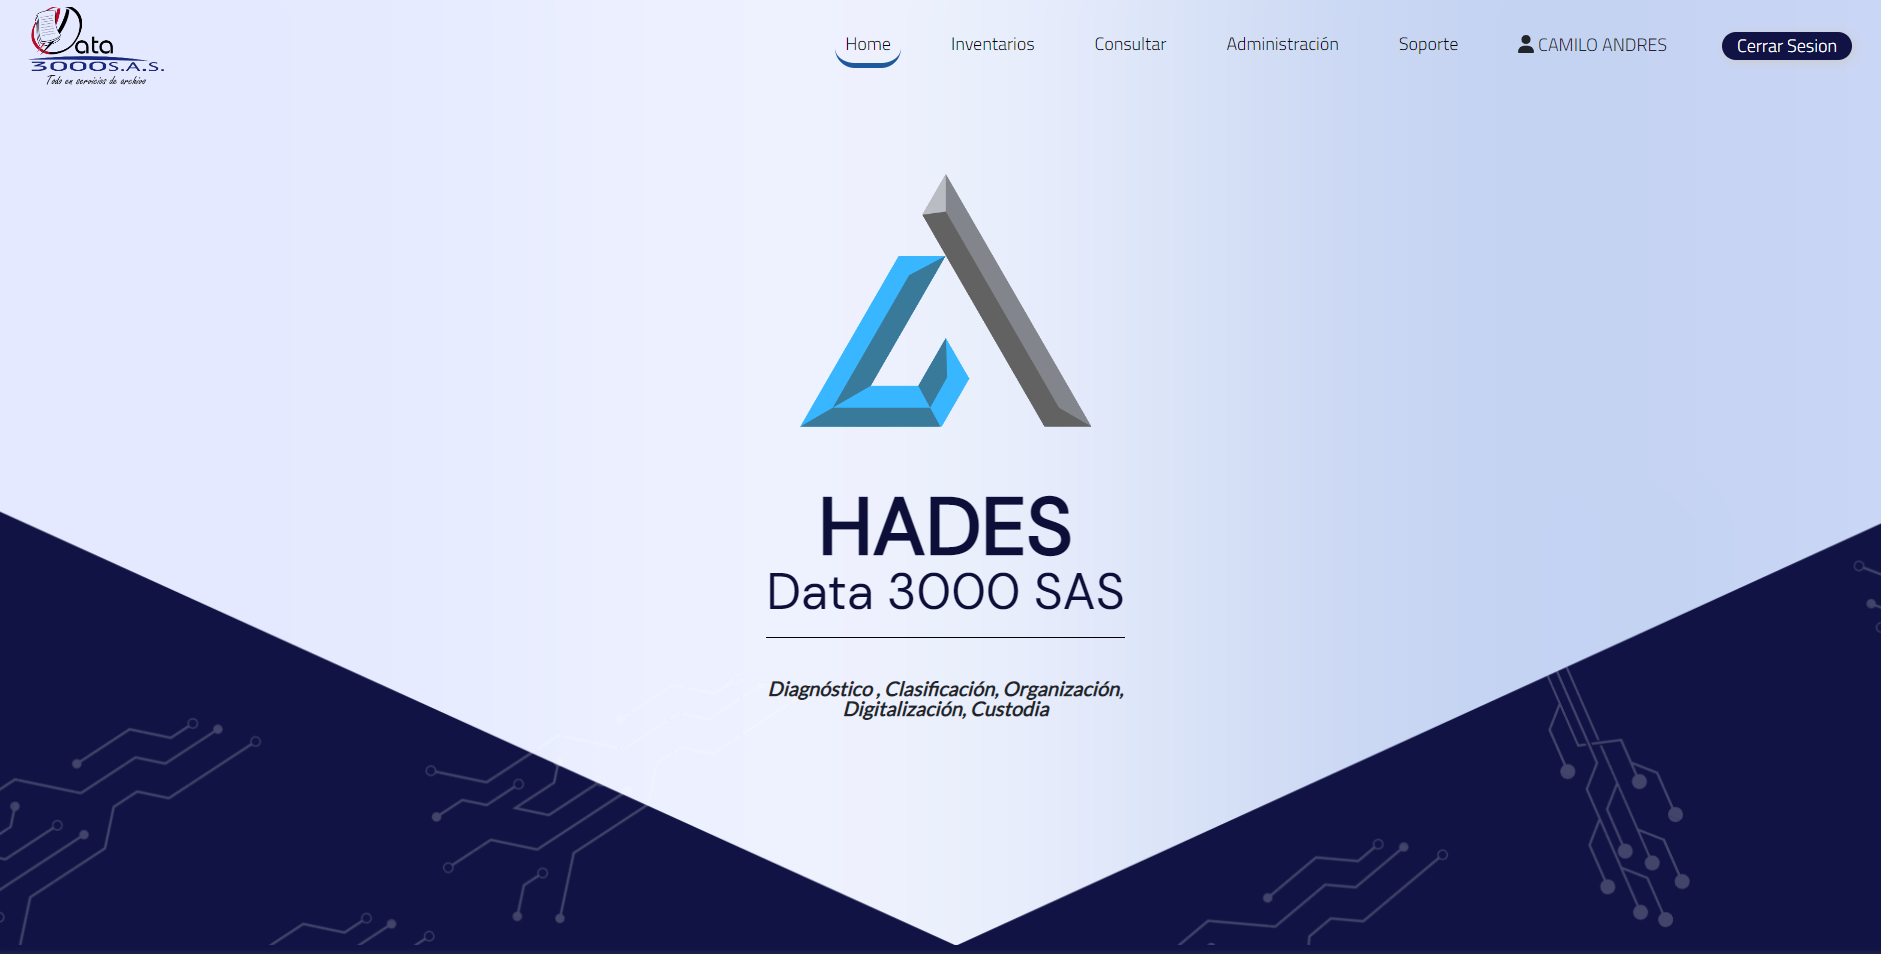 Data
3000S.A.S.
Todo en servicios de archivo
Home
Inventarios
Consultar
Administración
Soporte
CAMILO ANDRES
Cerrar Sesion
HADES
Data 3000 SAS
Diagnóstico , Clasificación, Organización,
Digitalización, Custodia